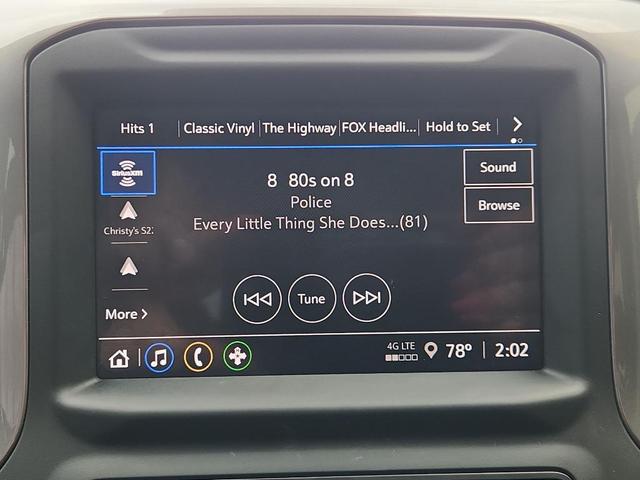 Hits 1 Classic Vinyl The Highway FOX Headli... Hold to Set
SiriusXM
8 80s on 8
Police
Every Little Thing She Does...(81)
Sound
Browse
Christy's S2
Tune
More
4G LTE
78° 2:02